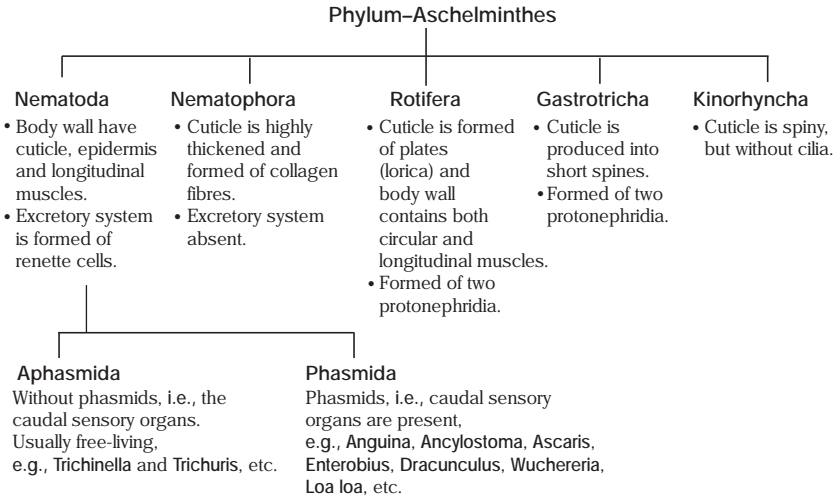 Phylum–Aschelminthes
Nematoda
• Body wall have
cuticle, epidermis
and longitudinal
muscles.
• Excretory system
is formed of
renette cells.
Nematophora
• Cuticle is highly
thickened and
formed of collagen
fibres.
• Excretory system
absent.
Rotifera
• Cuticle is formed
of plates
(lorica) and
body wall
contains both
circular and
longitudinal muscles.
• Formed of two
protonephridia.
Gastrotricha
• Cuticle is
produced into
short spines.
• Formed of two
protonephridia.
Kinorhyncha
• Cuticle is spiny,
but without cilia.
Aphasmida
Without phasmids, i.e., the
caudal sensory organs.
Usually free-living,
e.g., Trichinella and Trichuris, etc.
Phasmida
Phasmids, i.e., caudal sensory
organs are present,
e.g., Anguina, Ancylostoma, Ascaris,
Enterobius, Dracunculus, Wuchereria,
Loa loa, etc.